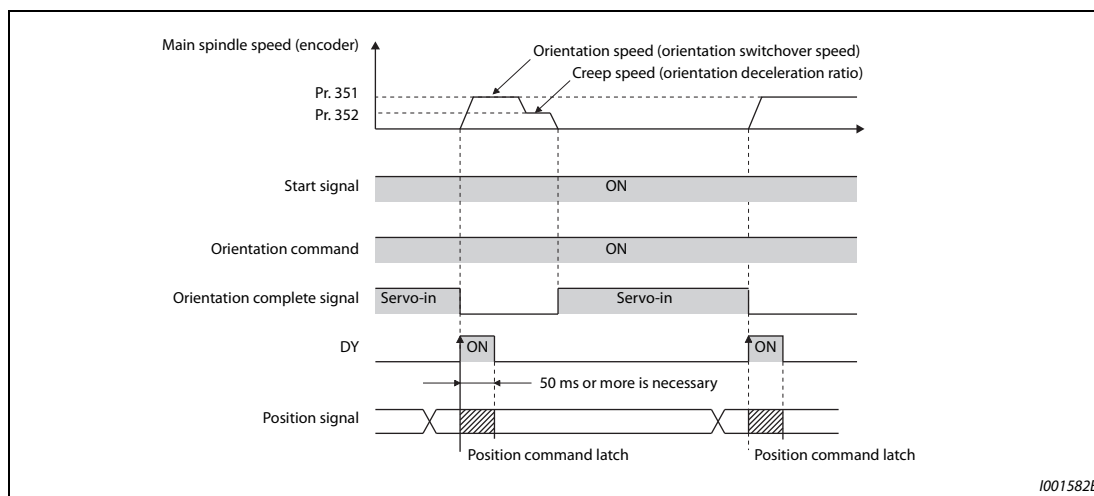 Main spindle speed (encoder)
Orientation speed (orientation switchover speed)
Creep speed (orientation deceleration ratio)
Pr. 351
Pr. 352
Start signal
ON
Orientation command
ON
Orientation complete signal
Servo-in
Servo-in
DY
ON
ON
50 ms or more is necessary
Position signal
Position command latch
Position command latch
I001582E